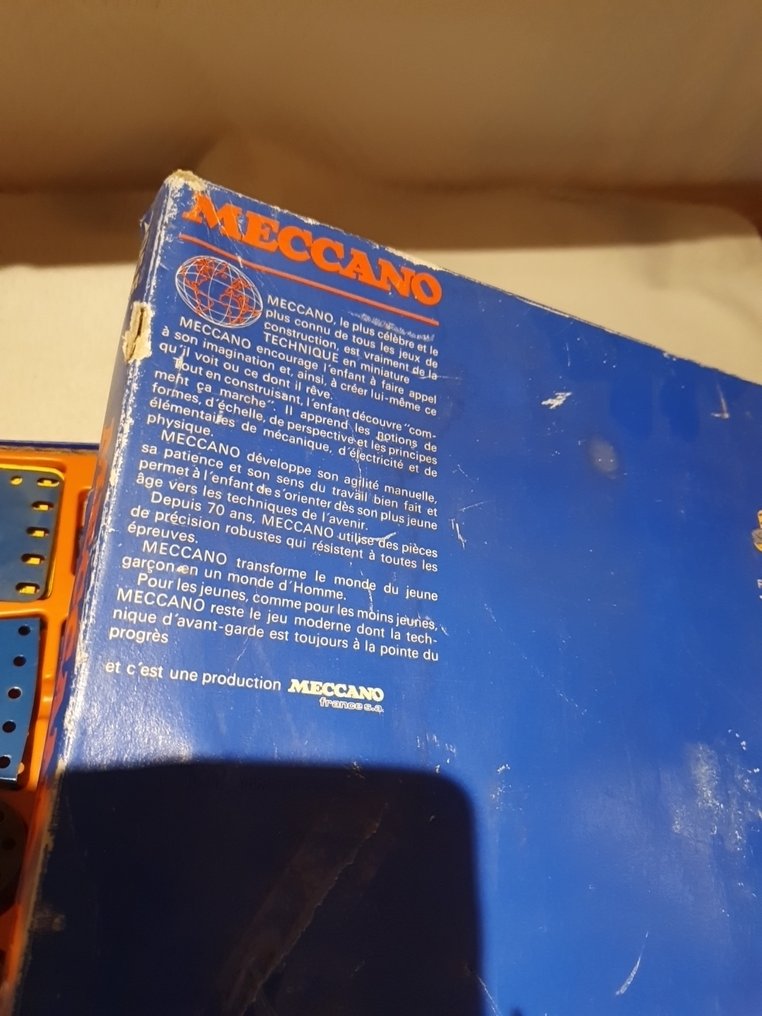 MECCANO
MECCANO, le plus célèbre et le
plus connu de tous les jeux de
construction, est vraiment de la
TECHNIQUE en miniature
MECCANO encourage l'enfant à faire appel
à son imagination et, ainsi, à créer lui-même ce
qu'il voit ou ce dont il rêve.
Tout en construisant, l'enfant découvre "com-
ment ça marche". Il apprend les notions de
formes, d'échelle, de perspective et les principes
élémentaires de mécanique, d'électricité et de
physique.
MECCANO développe son agilité manuelle,
sa patience et son sens du travail bien fait et
permet à l'enfant de s'orienter dès son plus jeune
âge vers les techniques de l'avenir.
Depuis 70 ans, MECCANO utilise des pièces
de précision robustes qui résistent à toutes les
épreuves.
MECCANO transforme le monde du jeune
garçon en un monde d'Homme.
Pour les jeunes, comme pour les moins jeunes,
MECCANO reste le jeu moderne dont la tech-
nique d'avant-garde est toujours à la pointe du
progrès
et c'est une production MECCANO
france s.a.